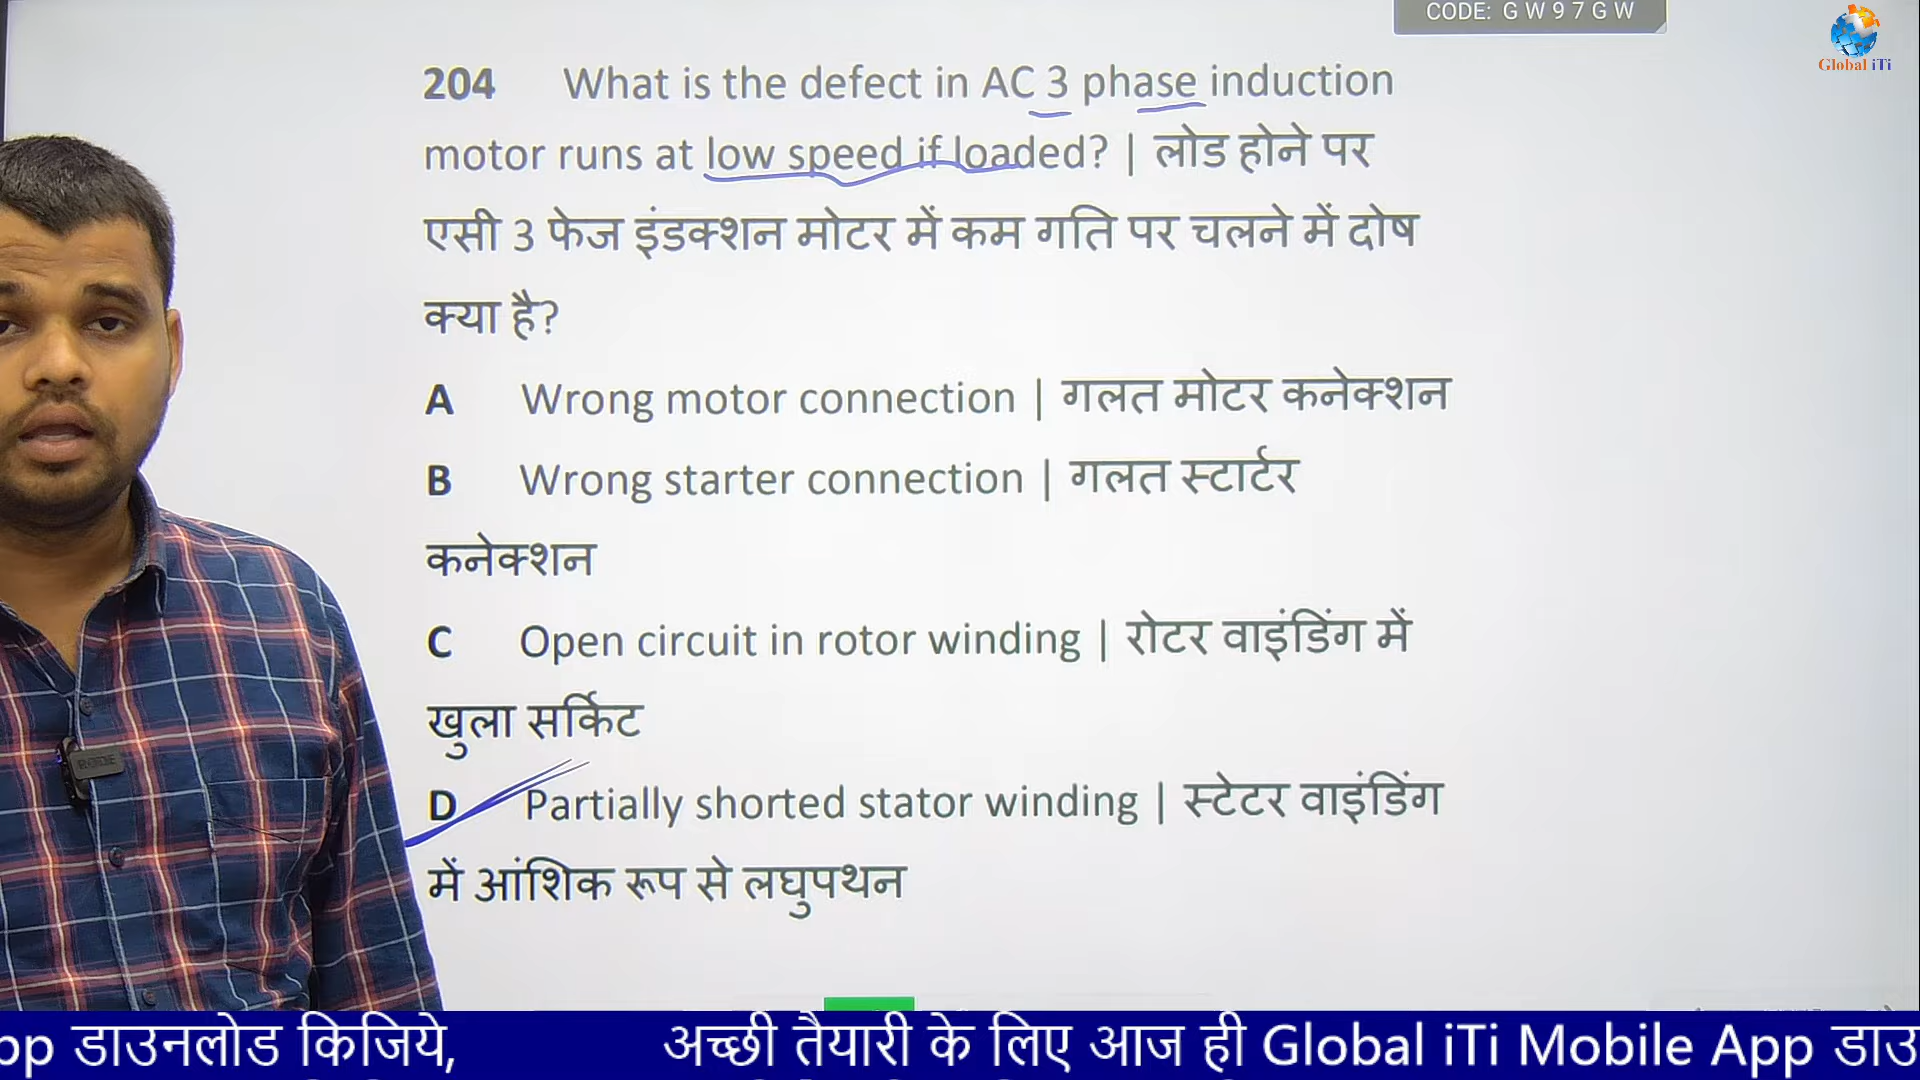 CODE: GW97GW
Global iTi
204 What is the defect in AC 3 phase induction
motor runs at low speed if loaded? | लोड होने पर
एसी 3 फेज इंडक्शन मोटर में कम गति पर चलने में दोष
क्या है?
A Wrong motor connection | गलत मोटर कनेक्शन
B Wrong starter connection | गलत स्टार्टर
कनेक्शन
C Open circuit in rotor winding | रोटर वाइंडिंग में
खुला सर्किट
D Partially shorted stator winding | स्टेटर वाइंडिंग
में आंशिक रूप से लघुपथन
RODE
pp डाउनलोड किजिये, अच्छी तैयारी के लिए आज ही Global iTi Mobile App डाउ